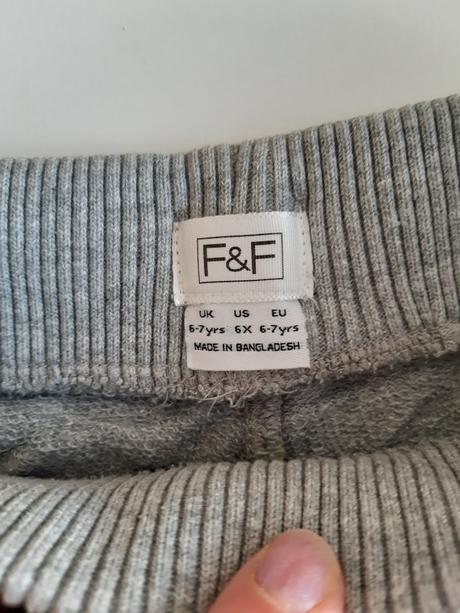 F&F
UK US EU
6-7yrs 6X 6-7yrs
MADE IN BANGLADESH